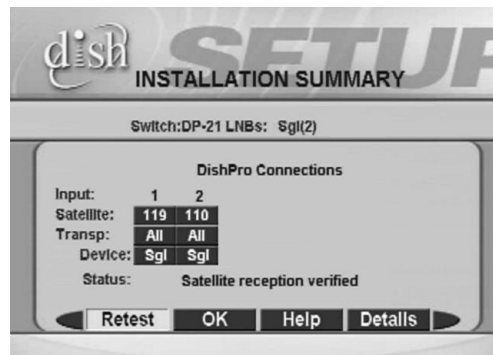 dish
SETUP
INSTALLATION SUMMARY
Switch:DP-21 LNBs: Sgl(2)
DishPro Connections
Input: 1 2
Satellite: 119 110
Transp: All All
Device: Sgl Sgl
Status: Satellite reception verified
Retest OK Help Details